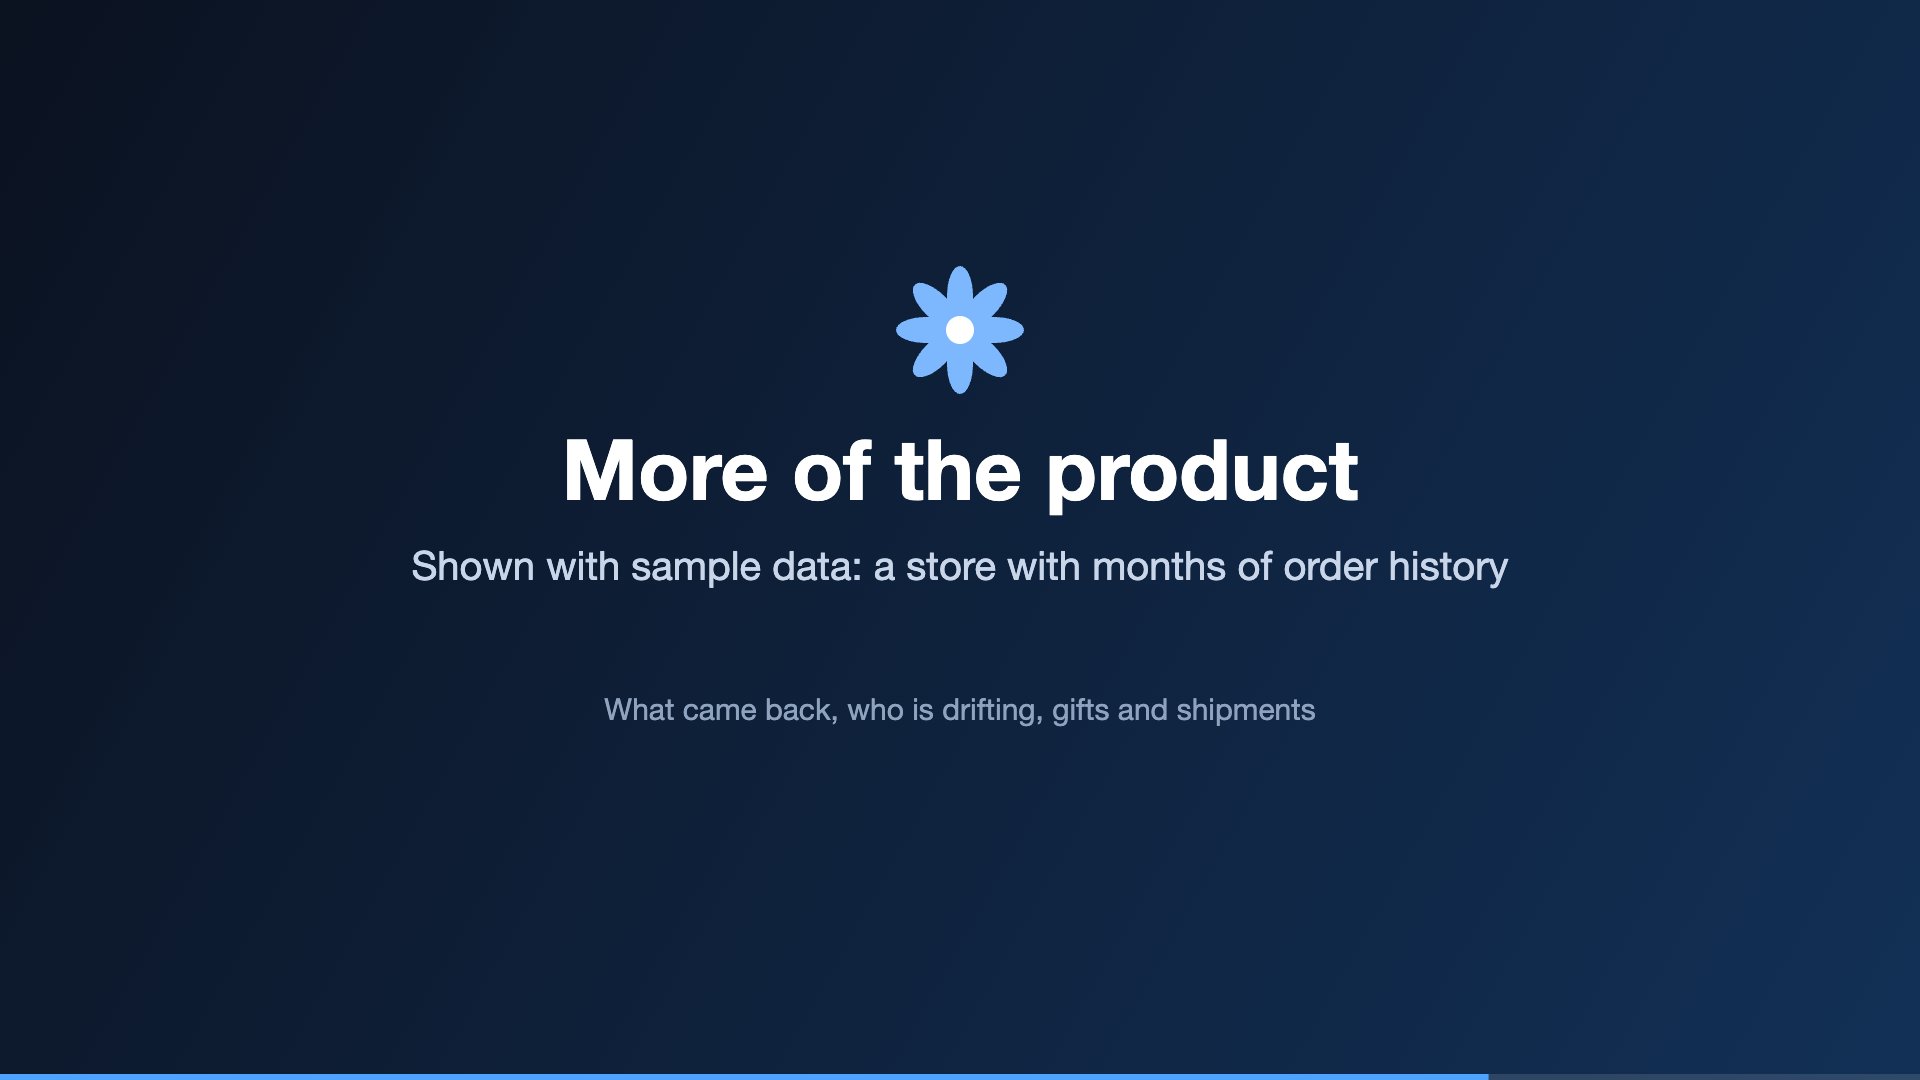 More of the product
Shown with sample data: a store with months of order history
What came back, who is drifting, gifts and shipments